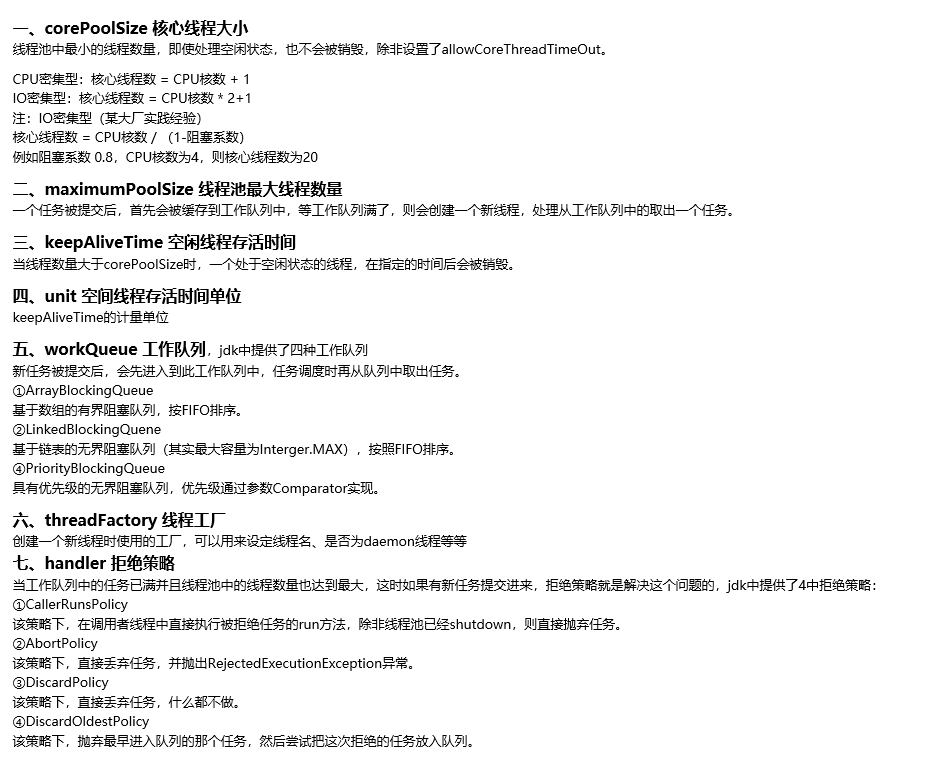 一、corePoolSize 核心线程大小
线程池中最小的线程数量，即使处理空闲状态，也不会被销毁，除非设置了allowCoreThreadTimeOut。
CPU密集型：核心线程数 = CPU核数 + 1
IO密集型：核心线程数 = CPU核数 * 2+1
注：IO密集型（某大厂实践经验）
核心线程数 = CPU核数 / （1-阻塞系数）
例如阻塞系数 0.8，CPU核数为4，则核心线程数为20
二、maximumPoolSize 线程池最大线程数量
一个任务被提交后，首先会被缓存到工作队列中，等工作队列满了，则会创建一个新线程，处理从工作队列中的取出一个任务。
三、keepAliveTime 空闲线程存活时间
当线程数量大于corePoolSize时，一个处于空闲状态的线程，在指定的时间后会被销毁。
四、unit 空间线程存活时间单位
keepAliveTime的计量单位
五、workQueue 工作队列，jdk中提供了四种工作队列
新任务被提交后，会先进入到此工作队列中，任务调度时再从队列中取出任务。
①ArrayBlockingQueue
基于数组的有界阻塞队列，按FIFO排序。
②LinkedBlockingQuene
基于链表的无界阻塞队列（其实最大容量为Interger.MAX），按照FIFO排序。
④PriorityBlockingQueue
具有优先级的无界阻塞队列，优先级通过参数Comparator实现。
六、threadFactory 线程工厂
创建一个新线程时使用的工厂，可以用来设定线程名、是否为daemon线程等等
七、handler 拒绝策略
当工作队列中的任务已满并且线程池中的线程数量也达到最大，这时如果有新任务提交进来，拒绝策略就是解决这个问题的，jdk中提供了4中拒绝策略：
①CallerRunsPolicy
该策略下，在调用者线程中直接执行被拒绝任务的run方法，除非线程池已经shutdown，则直接抛弃任务。
②AbortPolicy
该策略下，直接丢弃任务，并抛出RejectedExecutionException异常。
③DiscardPolicy
该策略下，直接丢弃任务，什么都不做。
④DiscardOldestPolicy
该策略下，抛弃最早进入队列的那个任务，然后尝试把这次拒绝的任务放入队列。